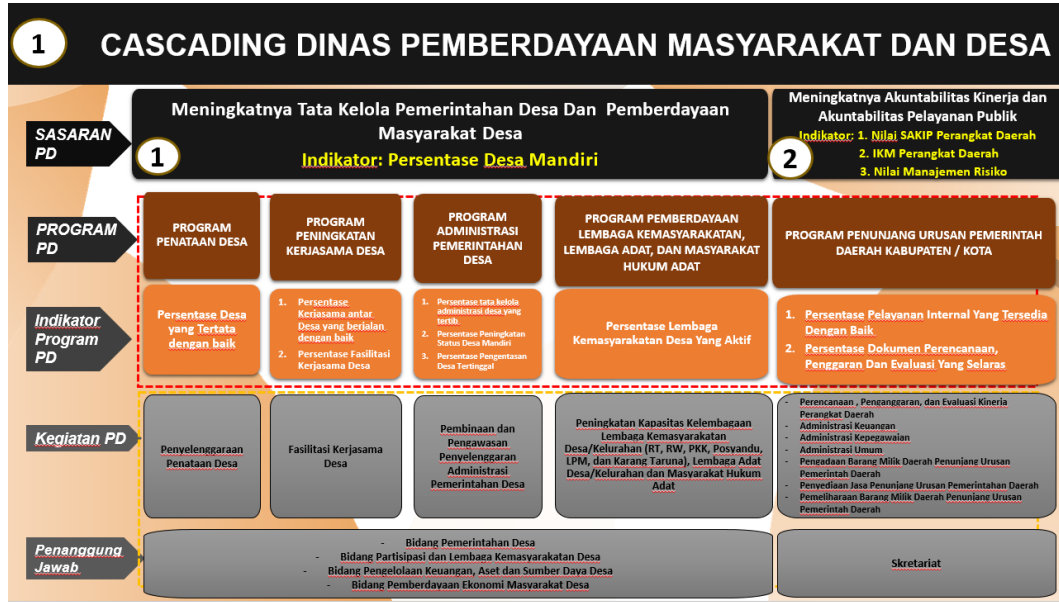 1
CASCADING DINAS PEMBERDAYAAN MASYARAKAT DAN DESA
SASARAN
PD
Meningkatnya Tata Kelola Pemerintahan Desa Dan Pemberdayaan
Masyarakat Desa
Indikator: Persentase Desa Mandiri
1
Meningkatnya Akuntabilitas Kinerja dan
Akuntabilitas Pelayanan Publik
Indikator: 1. Nilai SAKIP Perangkat Daerah
2. IKM Perangkat Daerah
3. Nilai Manajemen Risiko
2
PROGRAM
PD
PROGRAM
PENATAAN DESA
PROGRAM
PENINGKATAN
KERJASAMA DESA
PROGRAM
ADMINISTRASI
PEMERINTAHAN
DESA
PROGRAM PEMBERDAYAAN
LEMBAGA KEMASYARAKATAN,
LEMBAGA ADAT, DAN MASYARAKAT
HUKUM ADAT
PROGRAM PENUNJANG URUSAN PEMERINTAH
DAERAH KABUPATEN / KOTA
Indikator
Program
PD
Persentase Desa
yang Tertata
dengan baik
1. Persentase
Kerjasama antar
Desa yang berjalan
dengan baik
2. Persentase Fasilitasi
Kerjasama Desa
1. Persentase tata kelola
administrasi desa yang
tertib
2. Persentase Peningkatan
Status Desa Mandiri
3. Persentase Pengentasan
Desa Tertinggal
Persentase Lembaga
Kemasyarakatan Desa Yang Aktif
1. Persentase Pelayanan Internal Yang Tersedia
Dengan Baik
2. Persentase Dokumen Perencanaan,
Penggaran Dan Evaluasi Yang Selaras
Kegiatan PD
Penyelenggaraan
Penataan Desa
Fasilitasi Kerjasama
Desa
Pembinaan dan
Pengawasan
Penyelenggaran
Administrasi
Pemerintahan Desa
Peningkatan Kapasitas Kelembagaan
Lembaga Kemasyarakatan
Desa/Kelurahan (RT, RW, PKK, Posyandu,
LPM, dan Karang Taruna), Lembaga Adat
Desa/Kelurahan dan Masyarakat Hukum
Adat
- Perencanaan , Penganggaran, dan Evaluasi Kinerja
Perangkat Daerah
- Administrasi Keuangan
- Administrasi Kepegawaian
- Administrasi Umum
- Pengadaan Barang Milik Daerah Penunjang Urusan
Pemerintah Daerah
- Penyediaan Jasa Penunjang Urusan Pemerintahan Daerah
- Pemeliharaan Barang Milik Daerah Penunjang Urusan
Pemerintah Daerah
Penanggung
Jawab
- Bidang Pemerintahan Desa
- Bidang Partisipasi dan Lembaga Kemasyarakatan Desa
- Bidang Pengelolaan Keuangan, Aset dan Sumber Daya Desa
- Bidang Pemberdayaan Ekonomi Masyarakat Desa
Skretariat